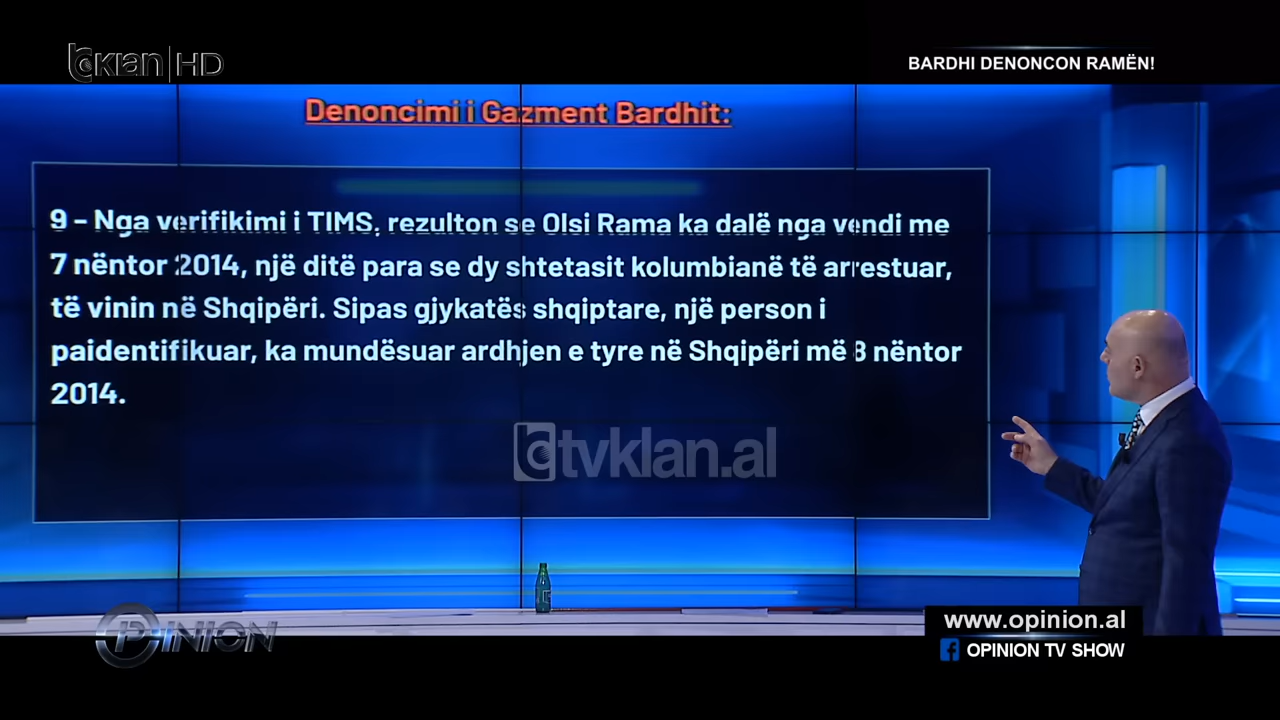 klan HD
BARDHI DENONCON RAMËN!
Denoncimi i Gazment Bardhit:
9 – Nga verifikimi i TIMS, rezulton se Olsi Rama ka dalë nga vendi me
7 nëntor 2014, një ditë para se dy shtetasit kolumbianë të arrestuar,
të vinin në Shqipëri. Sipas gjykatës shqiptare, një person i
paidentifikuar, ka mundësuar ardhjen e tyre në Shqipëri më 8 nëntor
2014.
tvklan.al
OPINION
www.opinion.al
OPINION TV SHOW